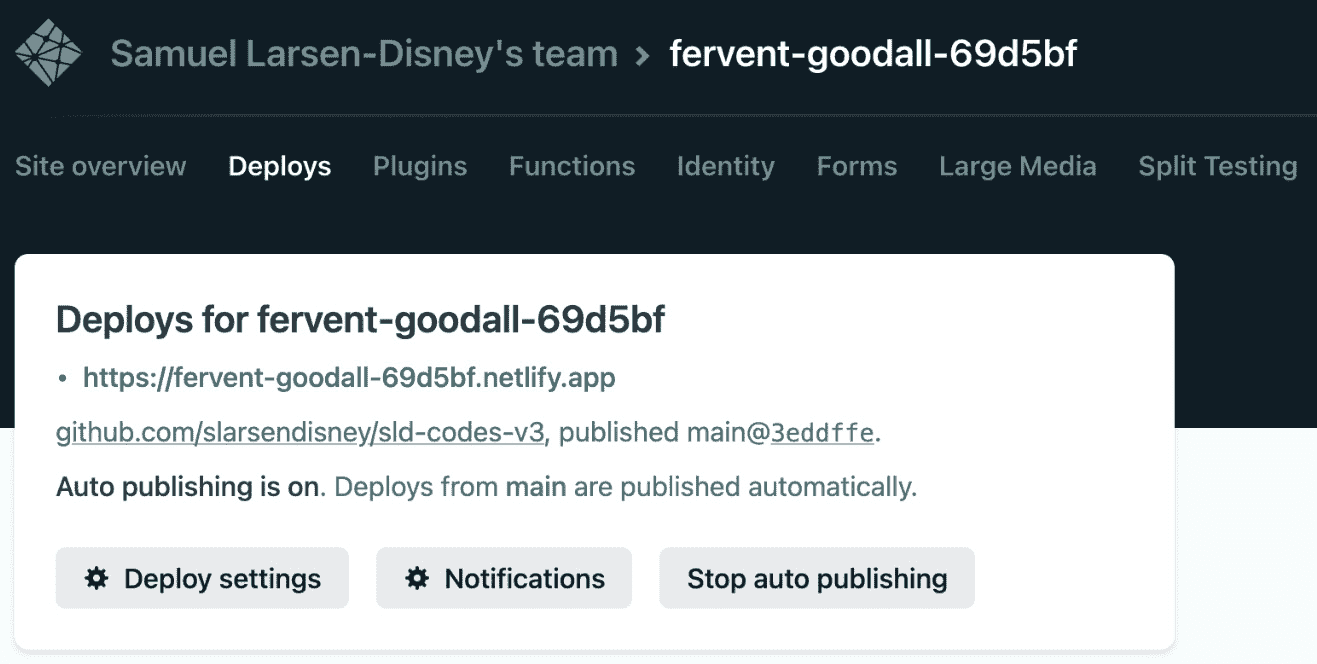 Samuel Larsen-Disney's team > fervent-goodall-69d5bf
Site overview Deploys Plugins Functions Identity Forms Large Media Split Testing
Deploys for fervent-goodall-69d5bf
• https://fervent-goodall-69d5bf.netlify.app
github.com/slarsendisney/sld-codes-v3, published main@3eddffe.
Auto publishing is on. Deploys from main are published automatically.
Deploy settings Notifications Stop auto publishing